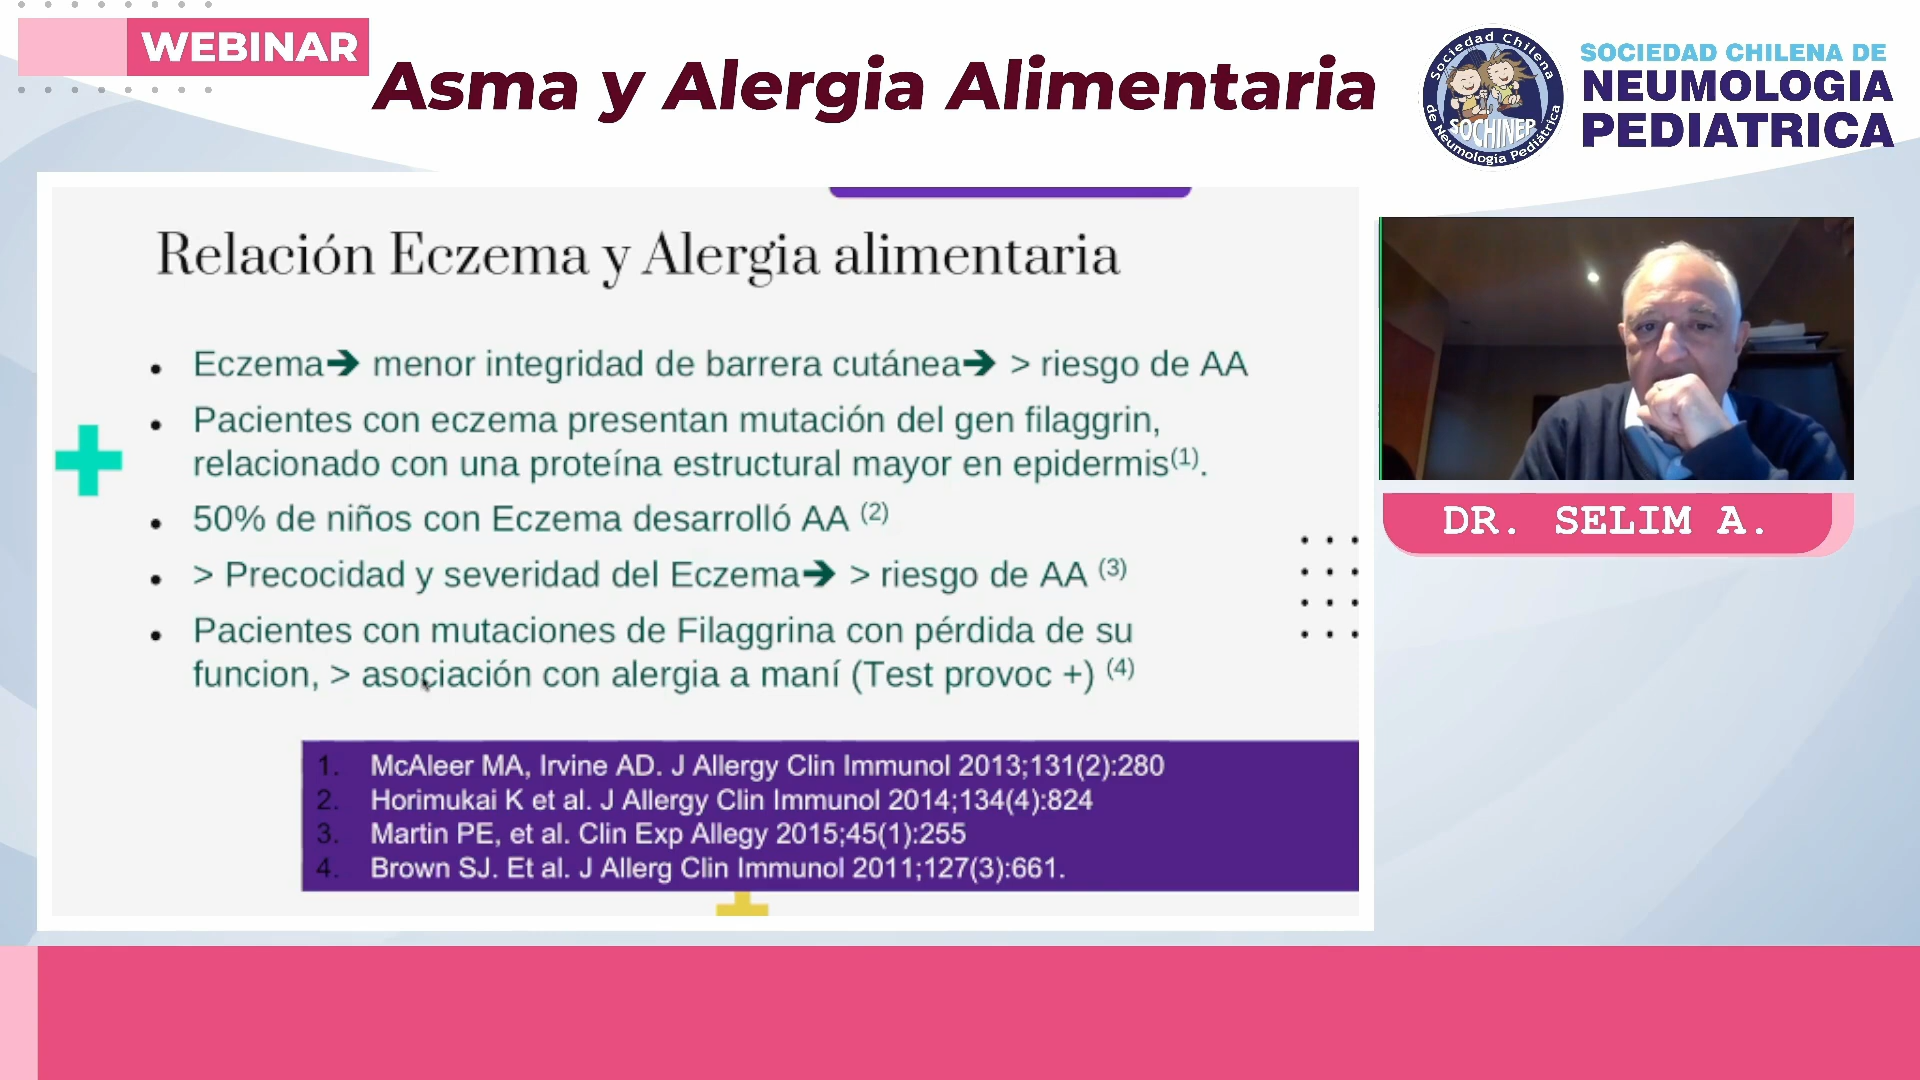 WEBINAR
Asma y Alergia Alimentaria
Sociedad Chilena
de Neumología Pediátrica
SOCHINEP
SOCIEDAD CHILENA DE
NEUMOLOGIA
PEDIATRICA
Relación Eczema y Alergia alimentaria
• Eczema➔ menor integridad de barrera cutánea➔ > riesgo de AA
• Pacientes con eczema presentan mutación del gen filaggrin,
relacionado con una proteína estructural mayor en epidermis(1).
• 50% de niños con Eczema desarrolló AA (2)
• > Precocidad y severidad del Eczema➔ > riesgo de AA (3)
• Pacientes con mutaciones de Filaggrina con pérdida de su
funcion, > asociación con alergia a maní (Test provoc +) (4)
1. McAleer MA, Irvine AD. J Allergy Clin Immunol 2013;131(2):280
2. Horimukai K et al. J Allergy Clin Immunol 2014;134(4):824
3. Martin PE, et al. Clin Exp Allegy 2015;45(1):255
4. Brown SJ. Et al. J Allerg Clin Immunol 2011;127(3):661.
DR. SELIM A.